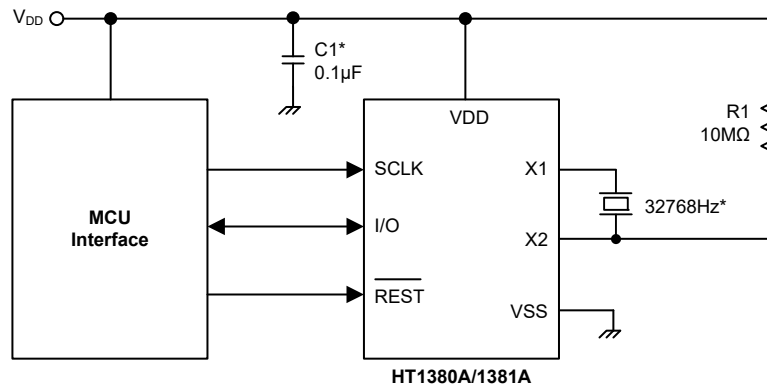 VDD
C1*
0.1µF
VDD
R1
10MΩ
SCLK
X1
MCU
Interface
32768Hz*
I/O
X2
REST
VSS
HT1380A/1381A